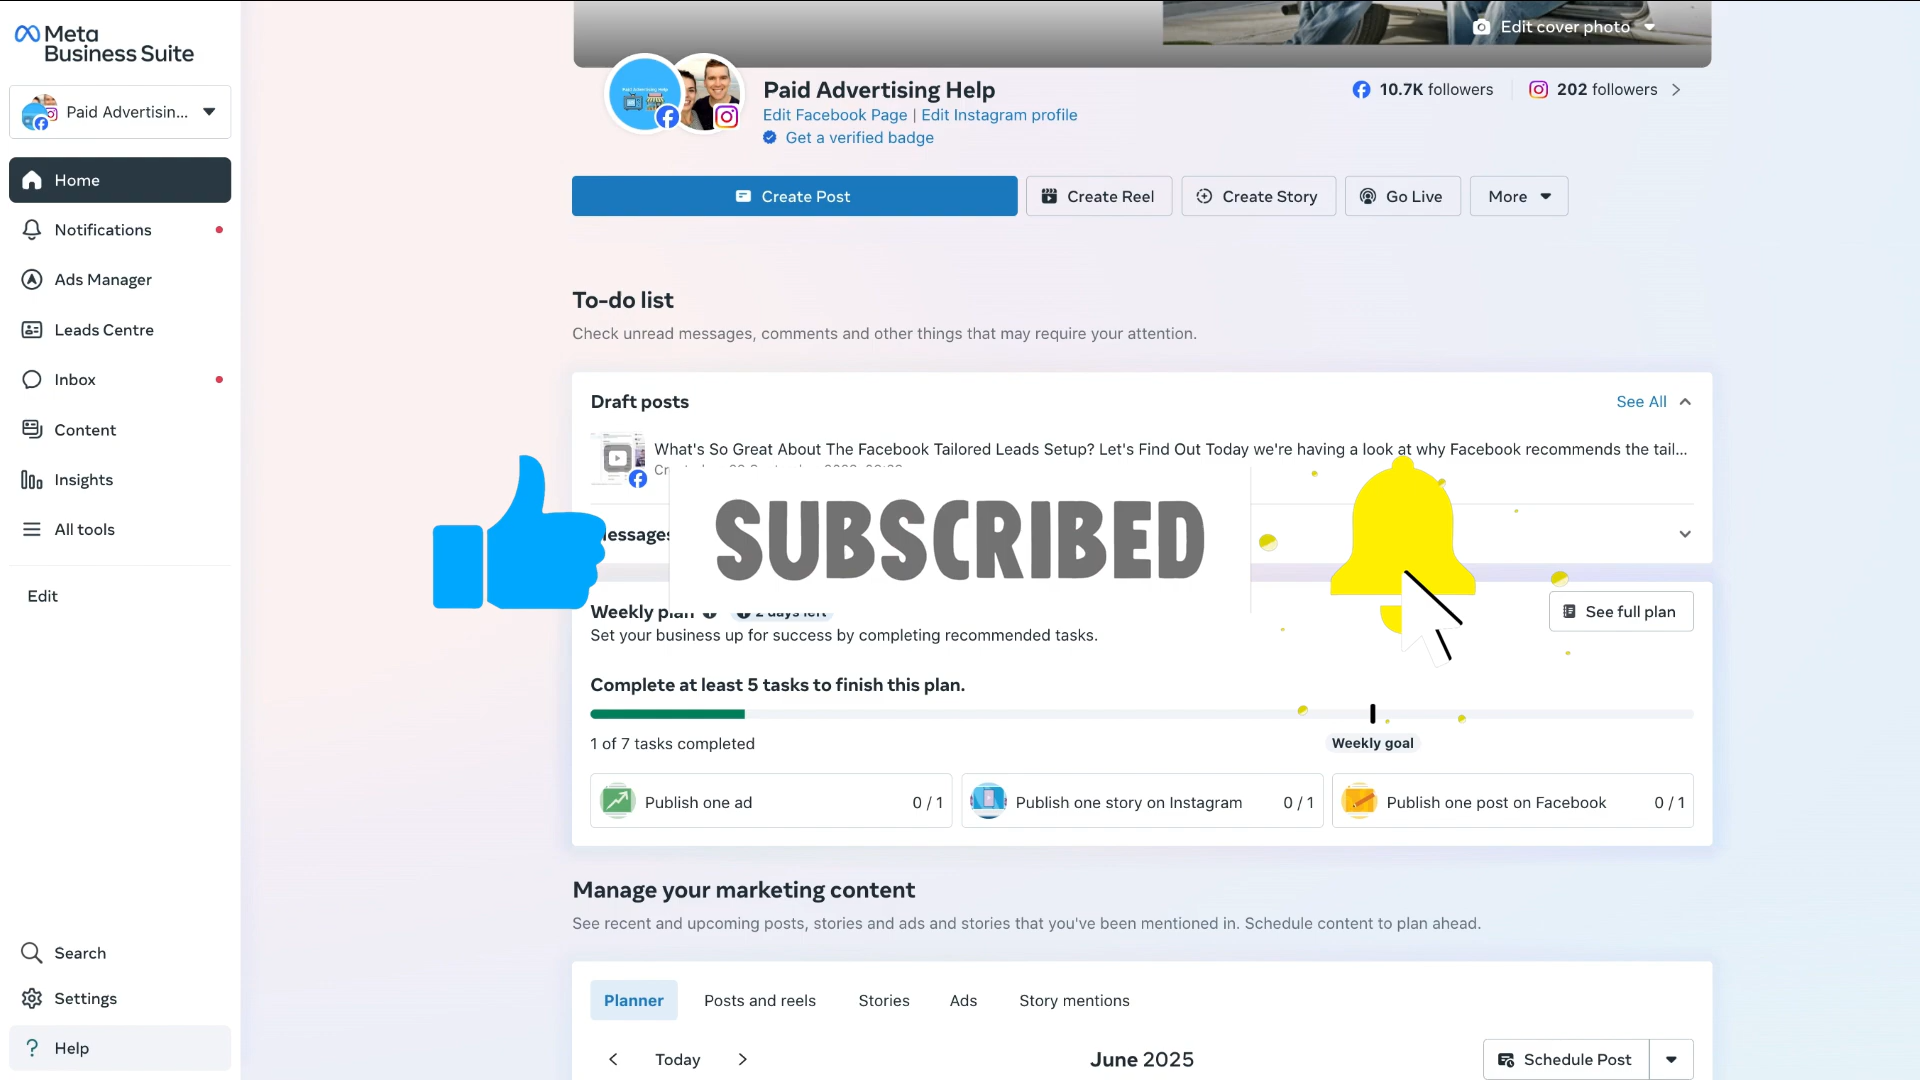 Meta
Business Suite
Paid Advertisin...
Home
Notifications
Ads Manager
Leads Centre
Inbox
Content
Insights
All tools
Edit
Search
Settings
Help
Edit cover photo
Paid Advertising Help
Edit Facebook Page | Edit Instagram profile
Get a verified badge
10.7K followers
202 followers
Create Post
Create Reel
Create Story
Go Live
More
To-do list
Check unread messages, comments and other things that may require your attention.
Draft posts
See All
What's So Great About The Facebook Tailored Leads Setup? Let's Find Out Today we're having a look at why Facebook recommends the tail...
SUBSCRIBED
Weekly plan
2 days left
See full plan
Set your business up for success by completing recommended tasks.
Complete at least 5 tasks to finish this plan.
1 of 7 tasks completed
Weekly goal
Publish one ad 0 / 1
Publish one story on Instagram 0 / 1
Publish one post on Facebook 0 / 1
Manage your marketing content
See recent and upcoming posts, stories and ads and stories that you've been mentioned in. Schedule content to plan ahead.
Planner
Posts and reels
Stories
Ads
Story mentions
Today
June 2025
Schedule Post